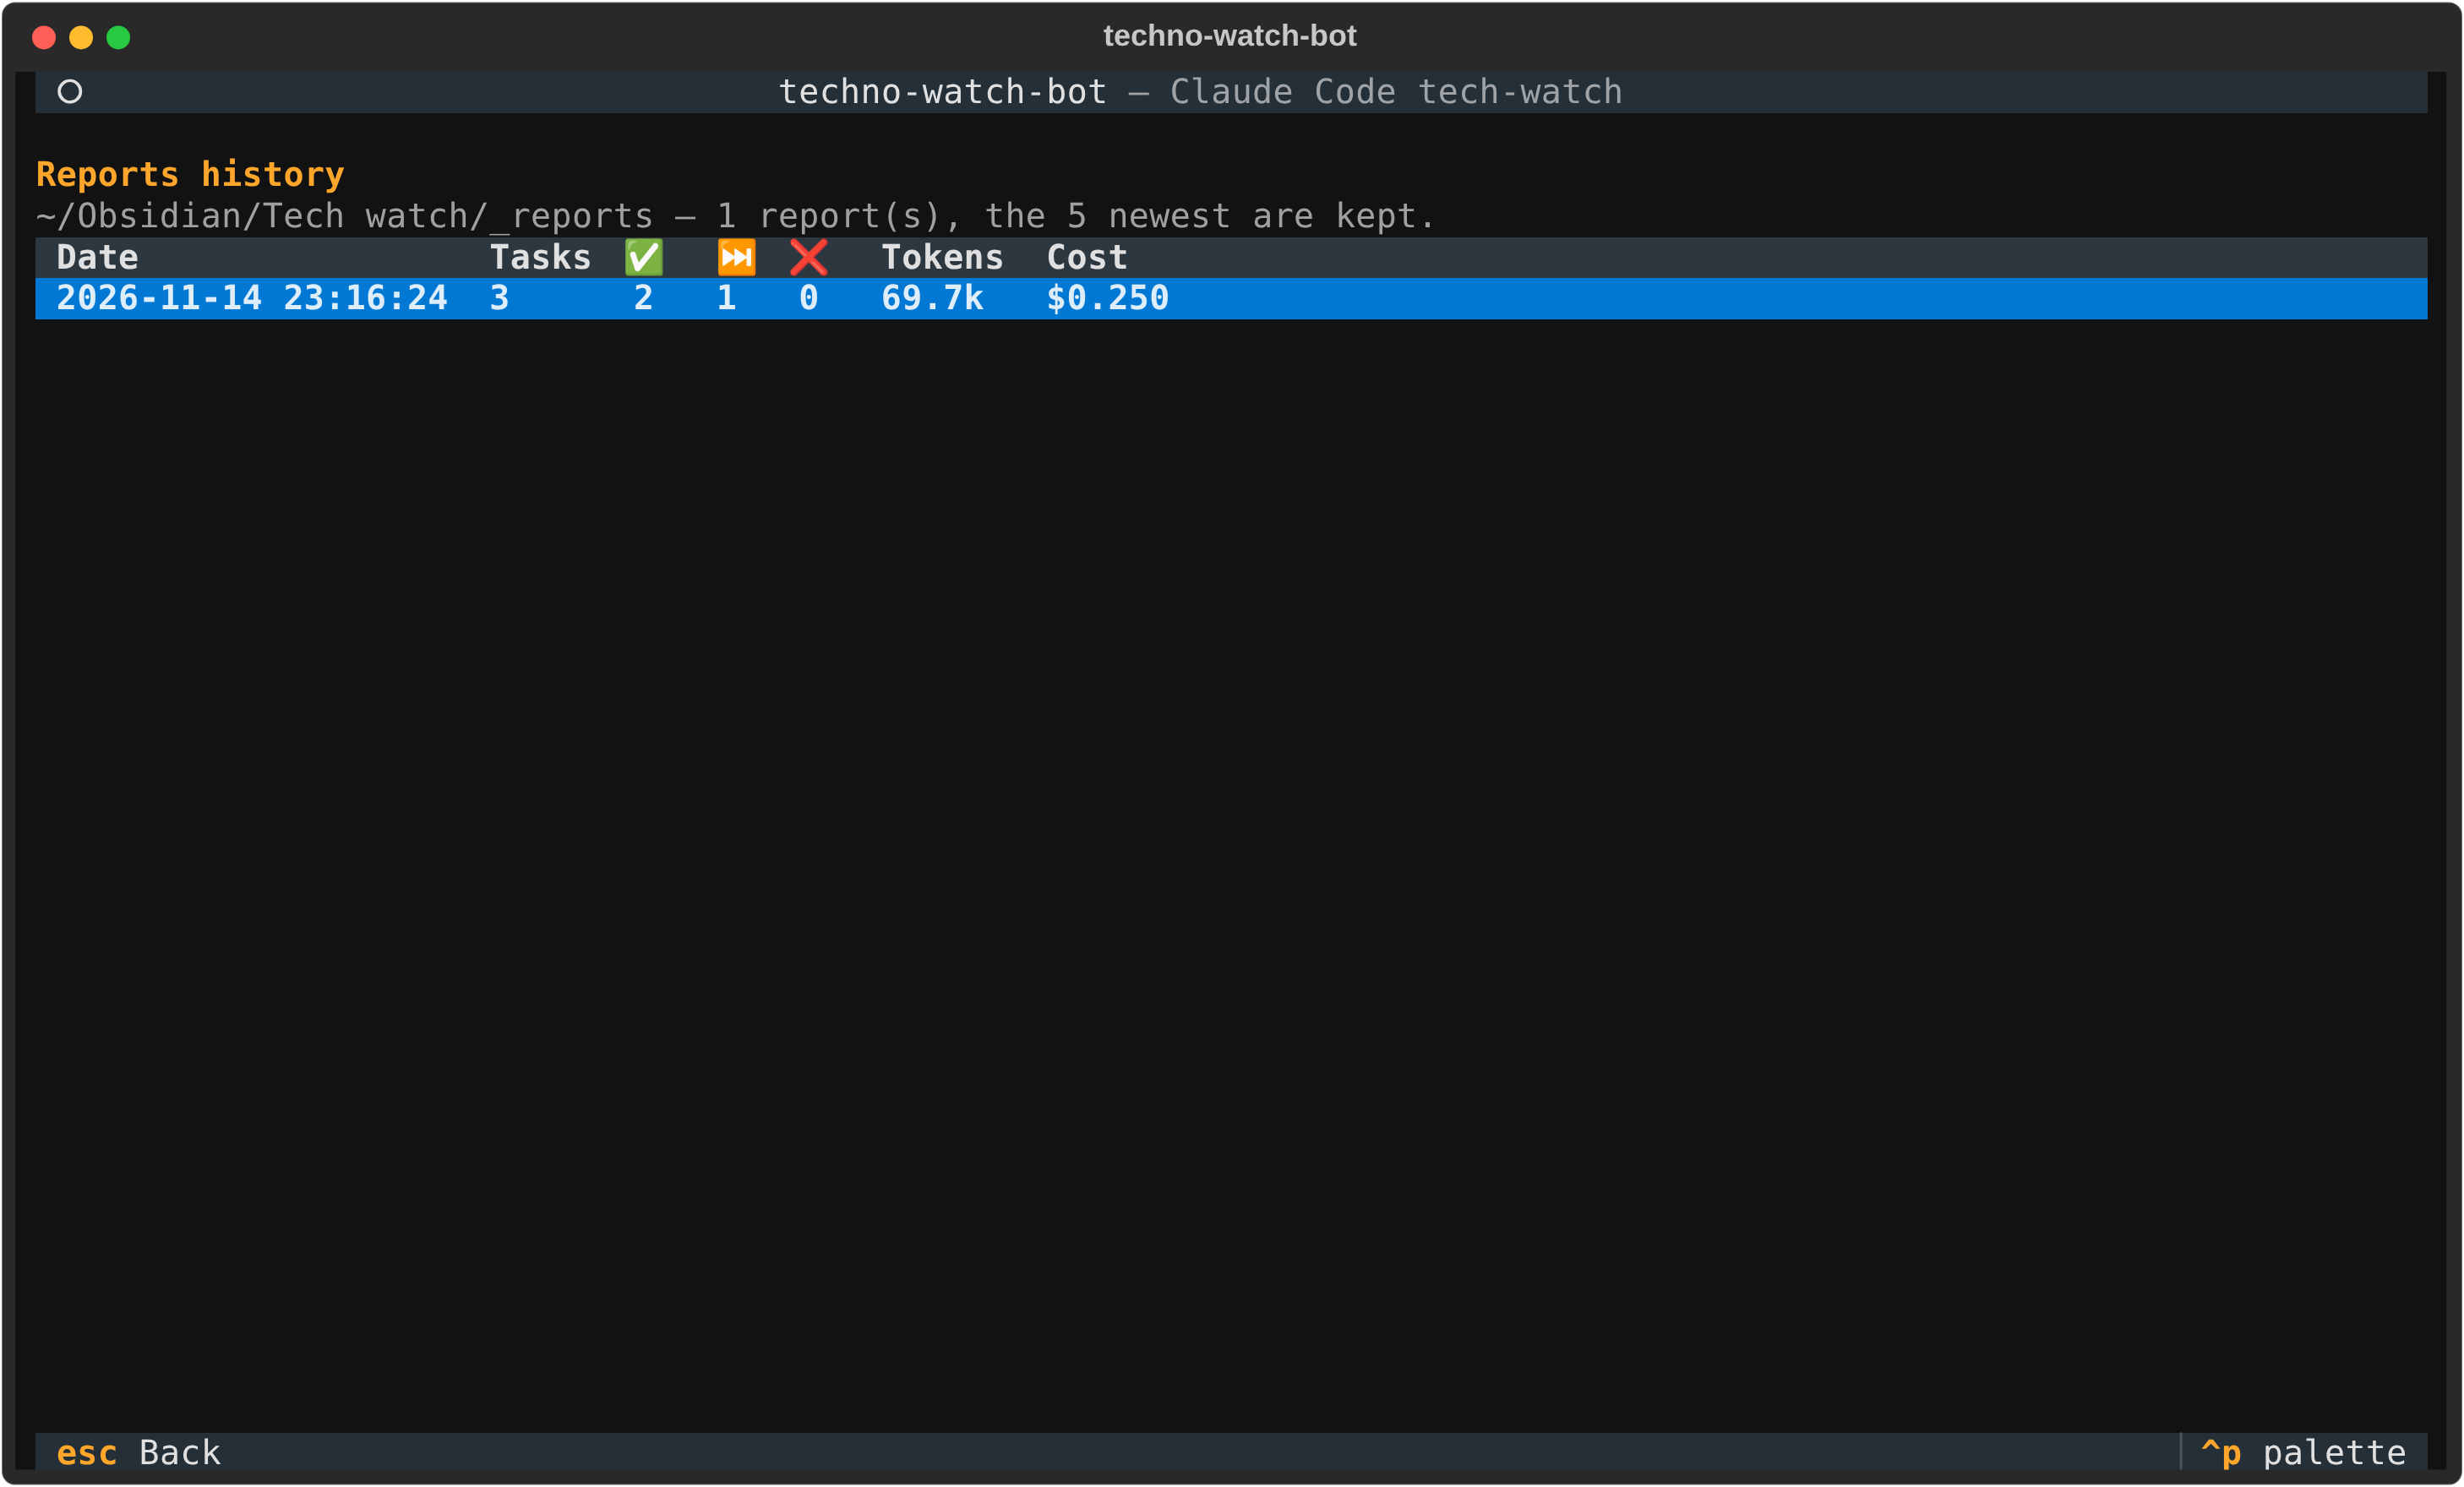 techno-watch-bot
techno-watch-bot — Claude Code tech-watch
Reports history
~/Obsidian/Tech watch/_reports — 1 report(s), the 5 newest are kept.
Date Tasks ✅ ⏭️ ❌ Tokens Cost
2026-11-14 23:16:24 3 2 1 0 69.7k $0.250
esc Back ^p palette